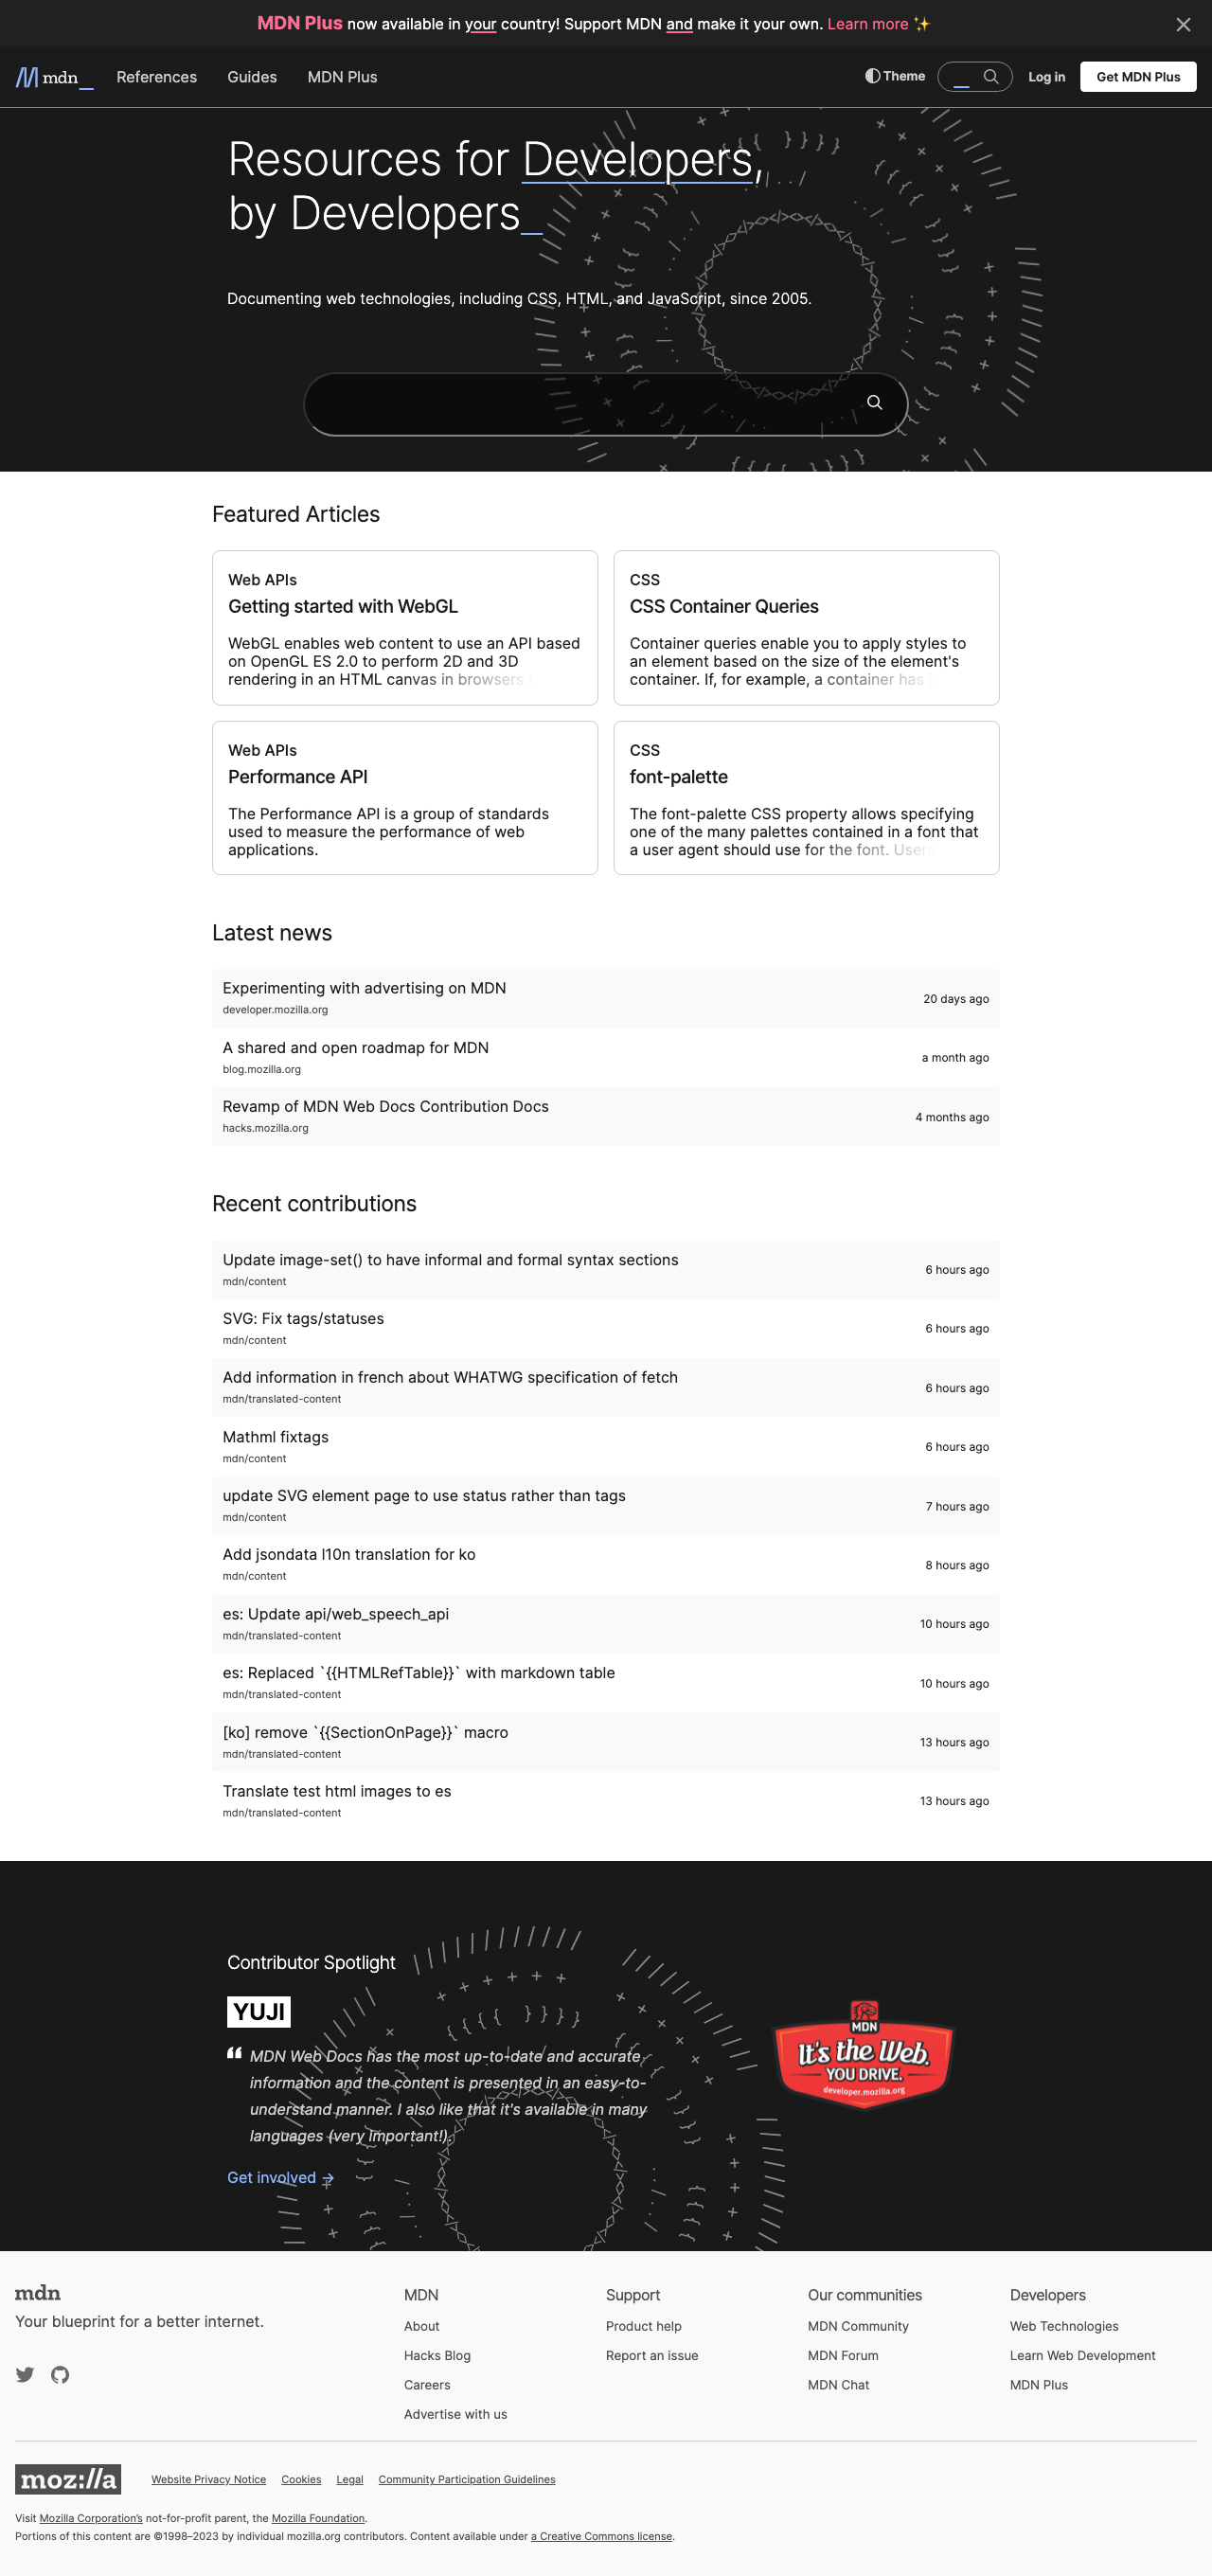 MDN Plus now available in your country! Support MDN and make it your own. Learn more ✨
mdn_
References Guides MDN Plus
Theme
Log in
Get MDN Plus
Resources for Developers,
by Developers_
Documenting web technologies, including CSS, HTML, and JavaScript, since 2005.
Featured Articles
Web APIs
Getting started with WebGL
WebGL enables web content to use an API based
on OpenGL ES 2.0 to perform 2D and 3D
rendering in an HTML canvas in browsers
CSS
CSS Container Queries
Container queries enable you to apply styles to
an element based on the size of the element's
container. If, for example, a container has
Web APIs
Performance API
The Performance API is a group of standards
used to measure the performance of web
applications.
CSS
font-palette
The font-palette CSS property allows specifying
one of the many palettes contained in a font that
a user agent should use for the font. Users
Latest news
Experimenting with advertising on MDN
developer.mozilla.org
20 days ago
A shared and open roadmap for MDN
blog.mozilla.org
a month ago
Revamp of MDN Web Docs Contribution Docs
hacks.mozilla.org
4 months ago
Recent contributions
Update image-set() to have informal and formal syntax sections
mdn/content
6 hours ago
SVG: Fix tags/statuses
mdn/content
6 hours ago
Add information in french about WHATWG specification of fetch
mdn/translated-content
6 hours ago
Mathml fixtags
mdn/content
6 hours ago
update SVG element page to use status rather than tags
mdn/content
7 hours ago
Add jsondata l10n translation for ko
mdn/content
8 hours ago
es: Update api/web_speech_api
mdn/translated-content
10 hours ago
es: Replaced `{{HTMLRefTable}}` with markdown table
mdn/translated-content
10 hours ago
[ko] remove `{{SectionOnPage}}` macro
mdn/translated-content
13 hours ago
Translate test html images to es
mdn/translated-content
13 hours ago
Contributor Spotlight
YUJI
MDN Web Docs has the most up-to-date and accurate
information and the content is presented in an easy-to-
understand manner. I also like that it's available in many
languages (very important!).
Get involved →
MDN
It's the Web.
YOU DRIVE.
developer.mozilla.org
mdn
Your blueprint for a better internet.
MDN
About
Hacks Blog
Careers
Advertise with us
Support
Product help
Report an issue
Our communities
MDN Community
MDN Forum
MDN Chat
Developers
Web Technologies
Learn Web Development
MDN Plus
moz://a
Website Privacy Notice Cookies Legal Community Participation Guidelines
Visit Mozilla Corporation's not-for-profit parent, the Mozilla Foundation.
Portions of this content are ©1998–2023 by individual mozilla.org contributors. Content available under a Creative Commons license.